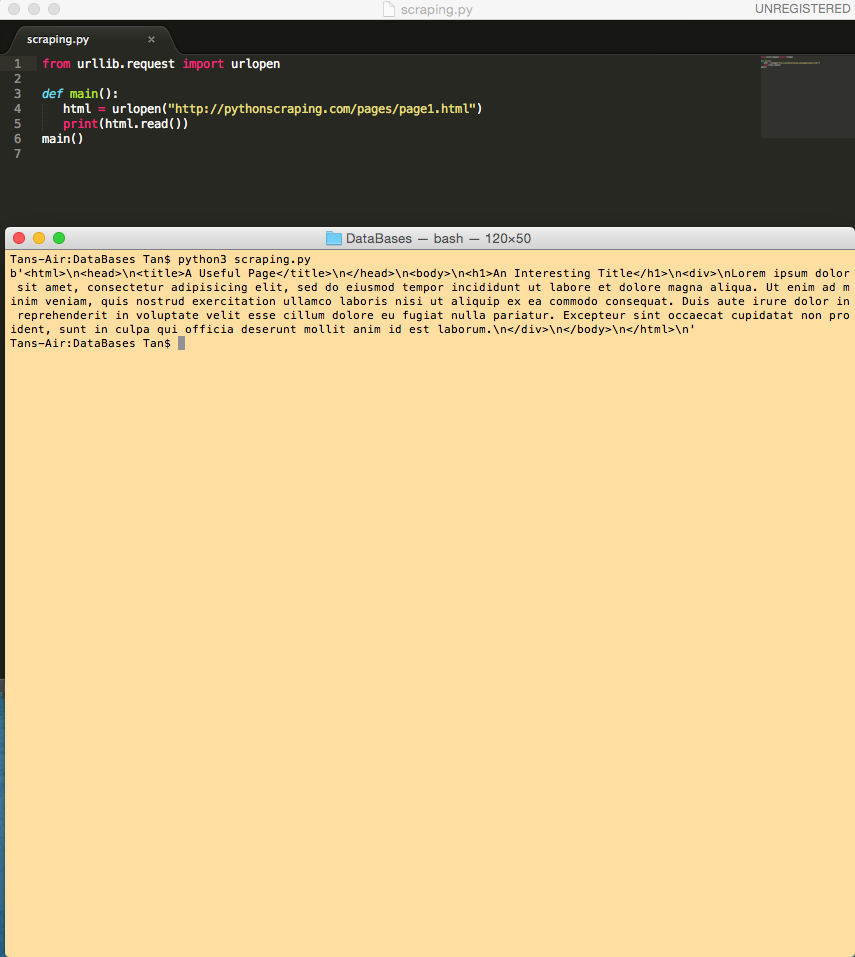 scraping.py
UNREGISTERED
scraping.py ×
1 from urllib.request import urlopen
2
3 def main():
4 html = urlopen("http://pythonscraping.com/pages/page1.html")
5 print(html.read())
6 main()
7
DataBases — bash — 120×50
Tans-Air:DataBases Tan$ python3 scraping.py
b'<html>\n<head>\n<title>A Useful Page</title>\n</head>\n<body>\n<h1>An Interesting Title</h1>\n<div>\nLorem ipsum dolor
sit amet, consectetur adipisicing elit, sed do eiusmod tempor incididunt ut labore et dolore magna aliqua. Ut enim ad m
inim veniam, quis nostrud exercitation ullamco laboris nisi ut aliquip ex ea commodo consequat. Duis aute irure dolor in
reprehenderit in voluptate velit esse cillum dolore eu fugiat nulla pariatur. Excepteur sint occaecat cupidatat non pro
ident, sunt in culpa qui officia deserunt mollit anim id est laborum.\n</div>\n</body>\n</html>\n'
Tans-Air:DataBases Tan$